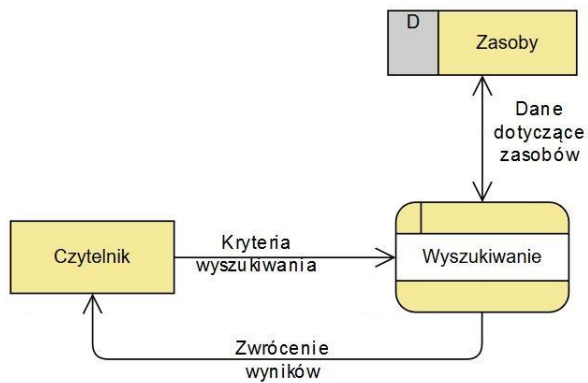 D
Zasoby
Dane
dotyczące
zasobów
Czytelnik
Kryteria
wyszukiwania
Wyszukiwanie
Zwrócenie
wyników